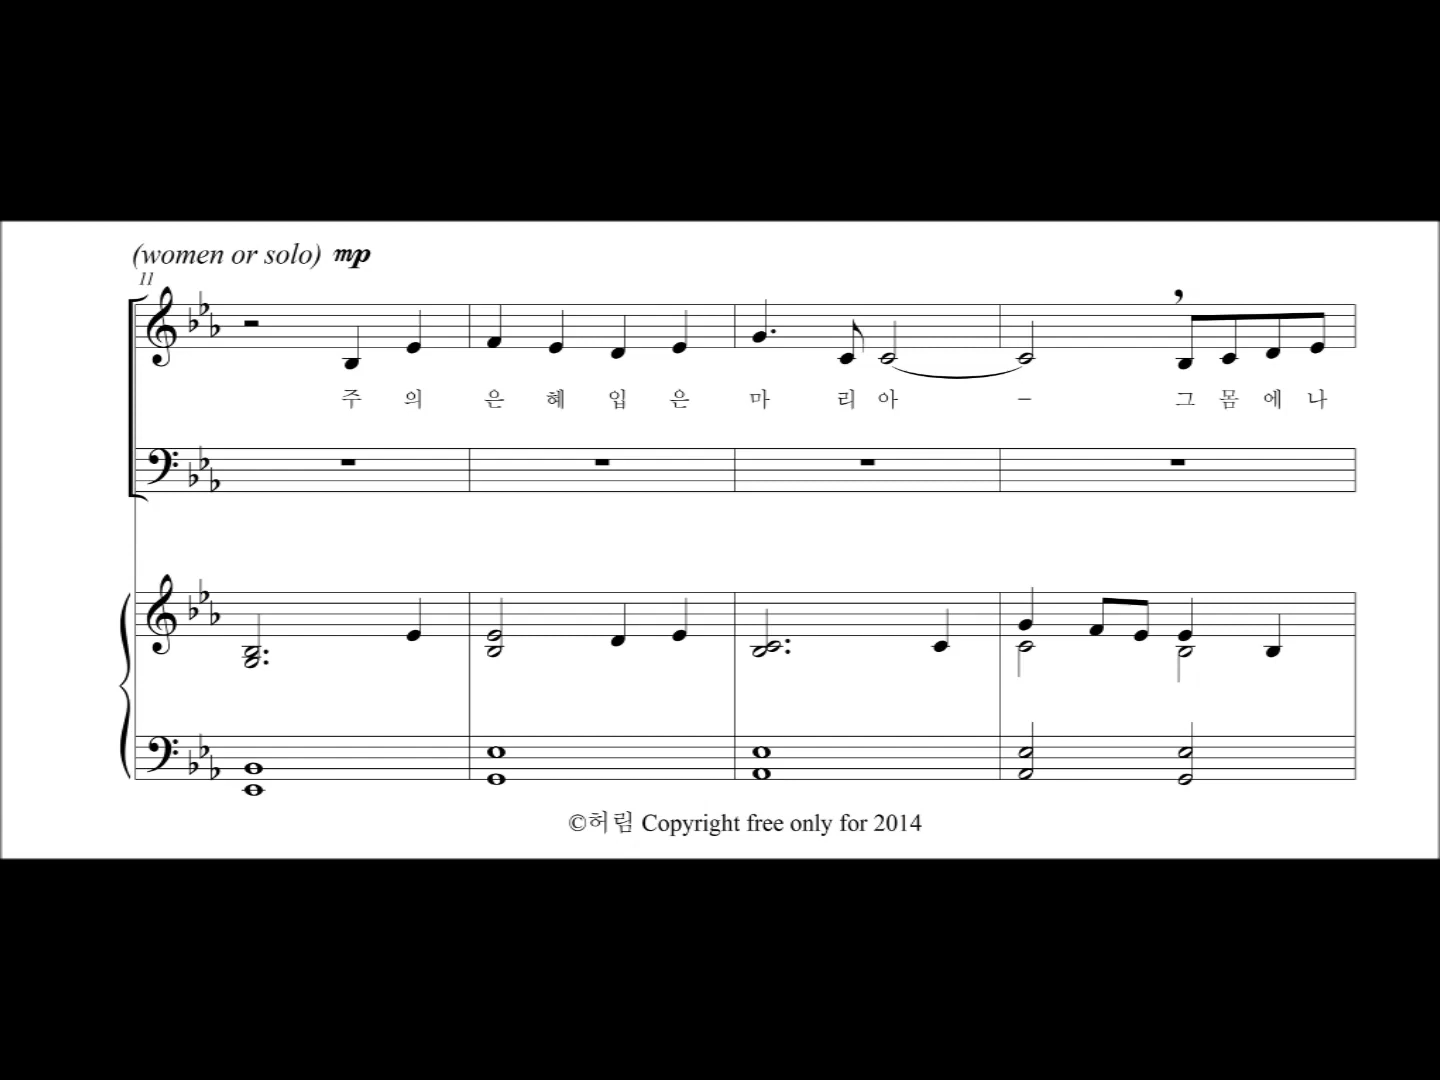 (women or solo) mp
11
주 의 은 혜 입 은 마 리 아 - 그 몸 에 나
©허림 Copyright free only for 2014